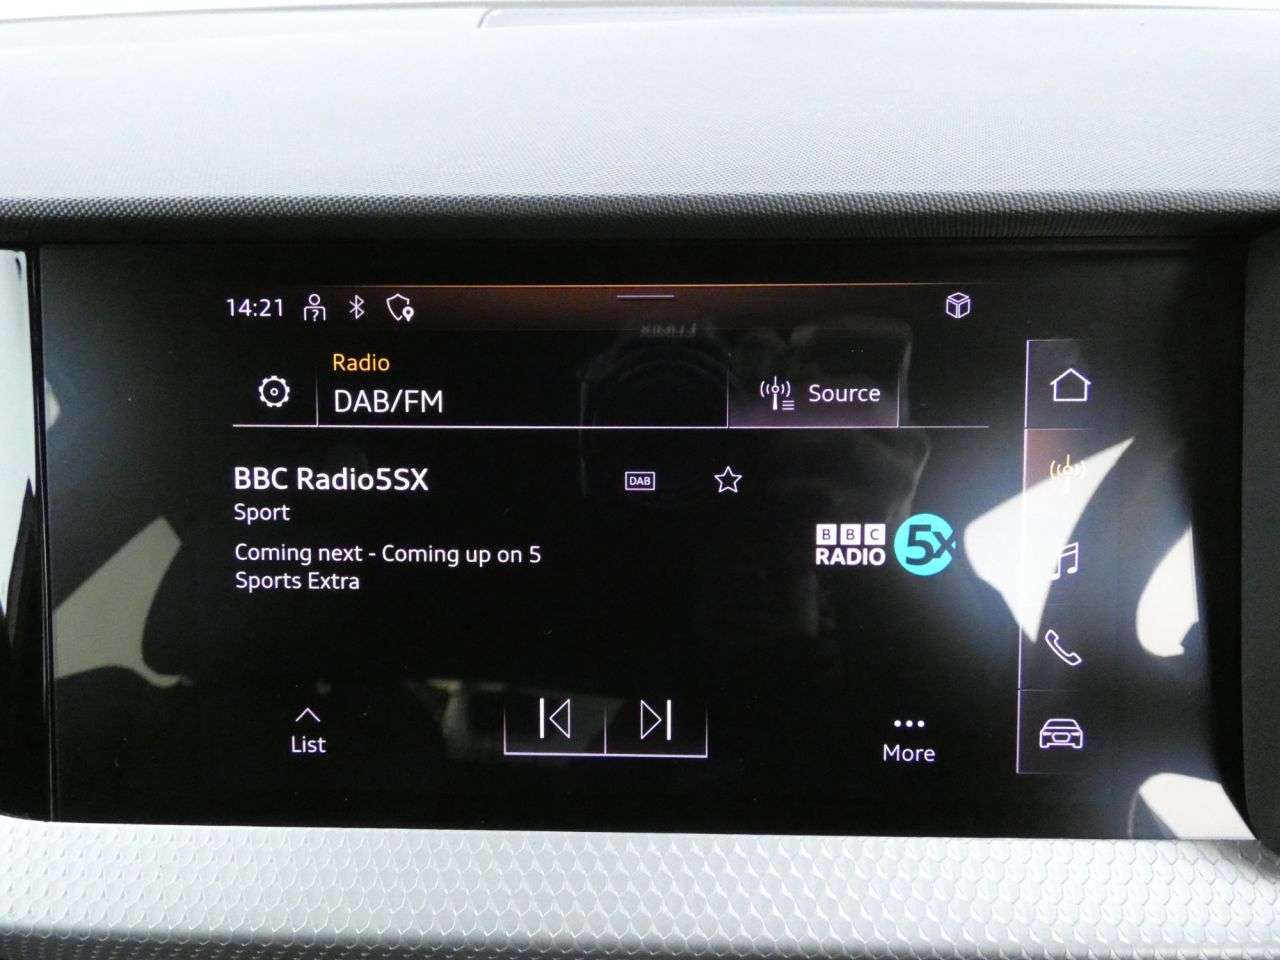 14:21
Radio
DAB/FM
Source
BBC Radio5SX
DAB
Sport
Coming next - Coming up on 5
Sports Extra
BBC
RADIO
5x
List
More